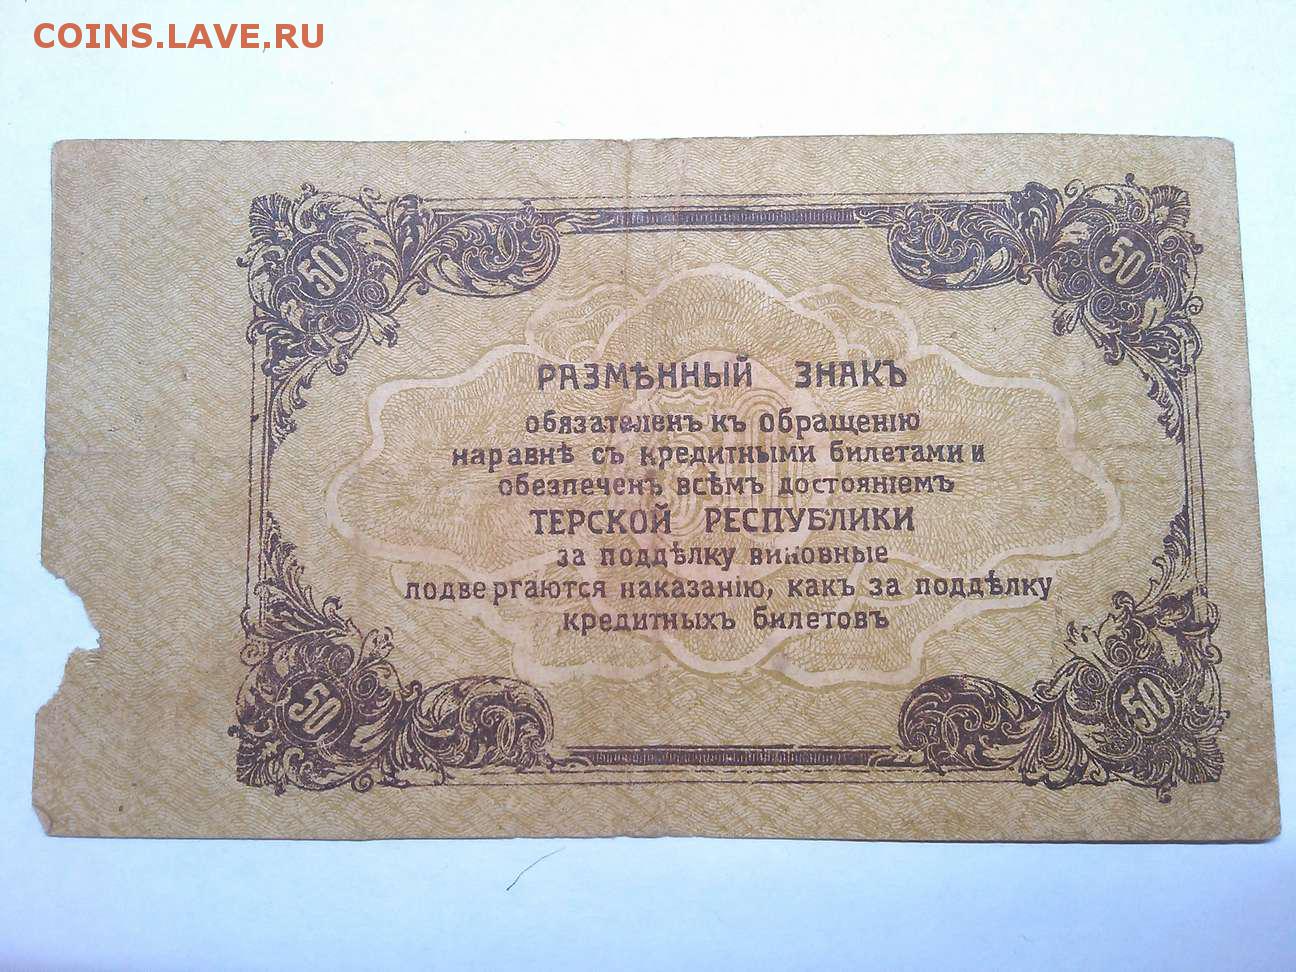 COINS.LAVE.RU
50 50
РАЗМѢННЫЙ ЗНАКЪ
обязателенъ къ обращенію
наравнѣ съ кредитными билетами и
обезпеченъ всѣмъ достояніемъ
ТЕРСКОЙ РЕСПУБЛИКИ
за поддѣлку виновные
подвергаются наказанію, какъ за поддѣлку
кредитныхъ билетовъ
50 50
50